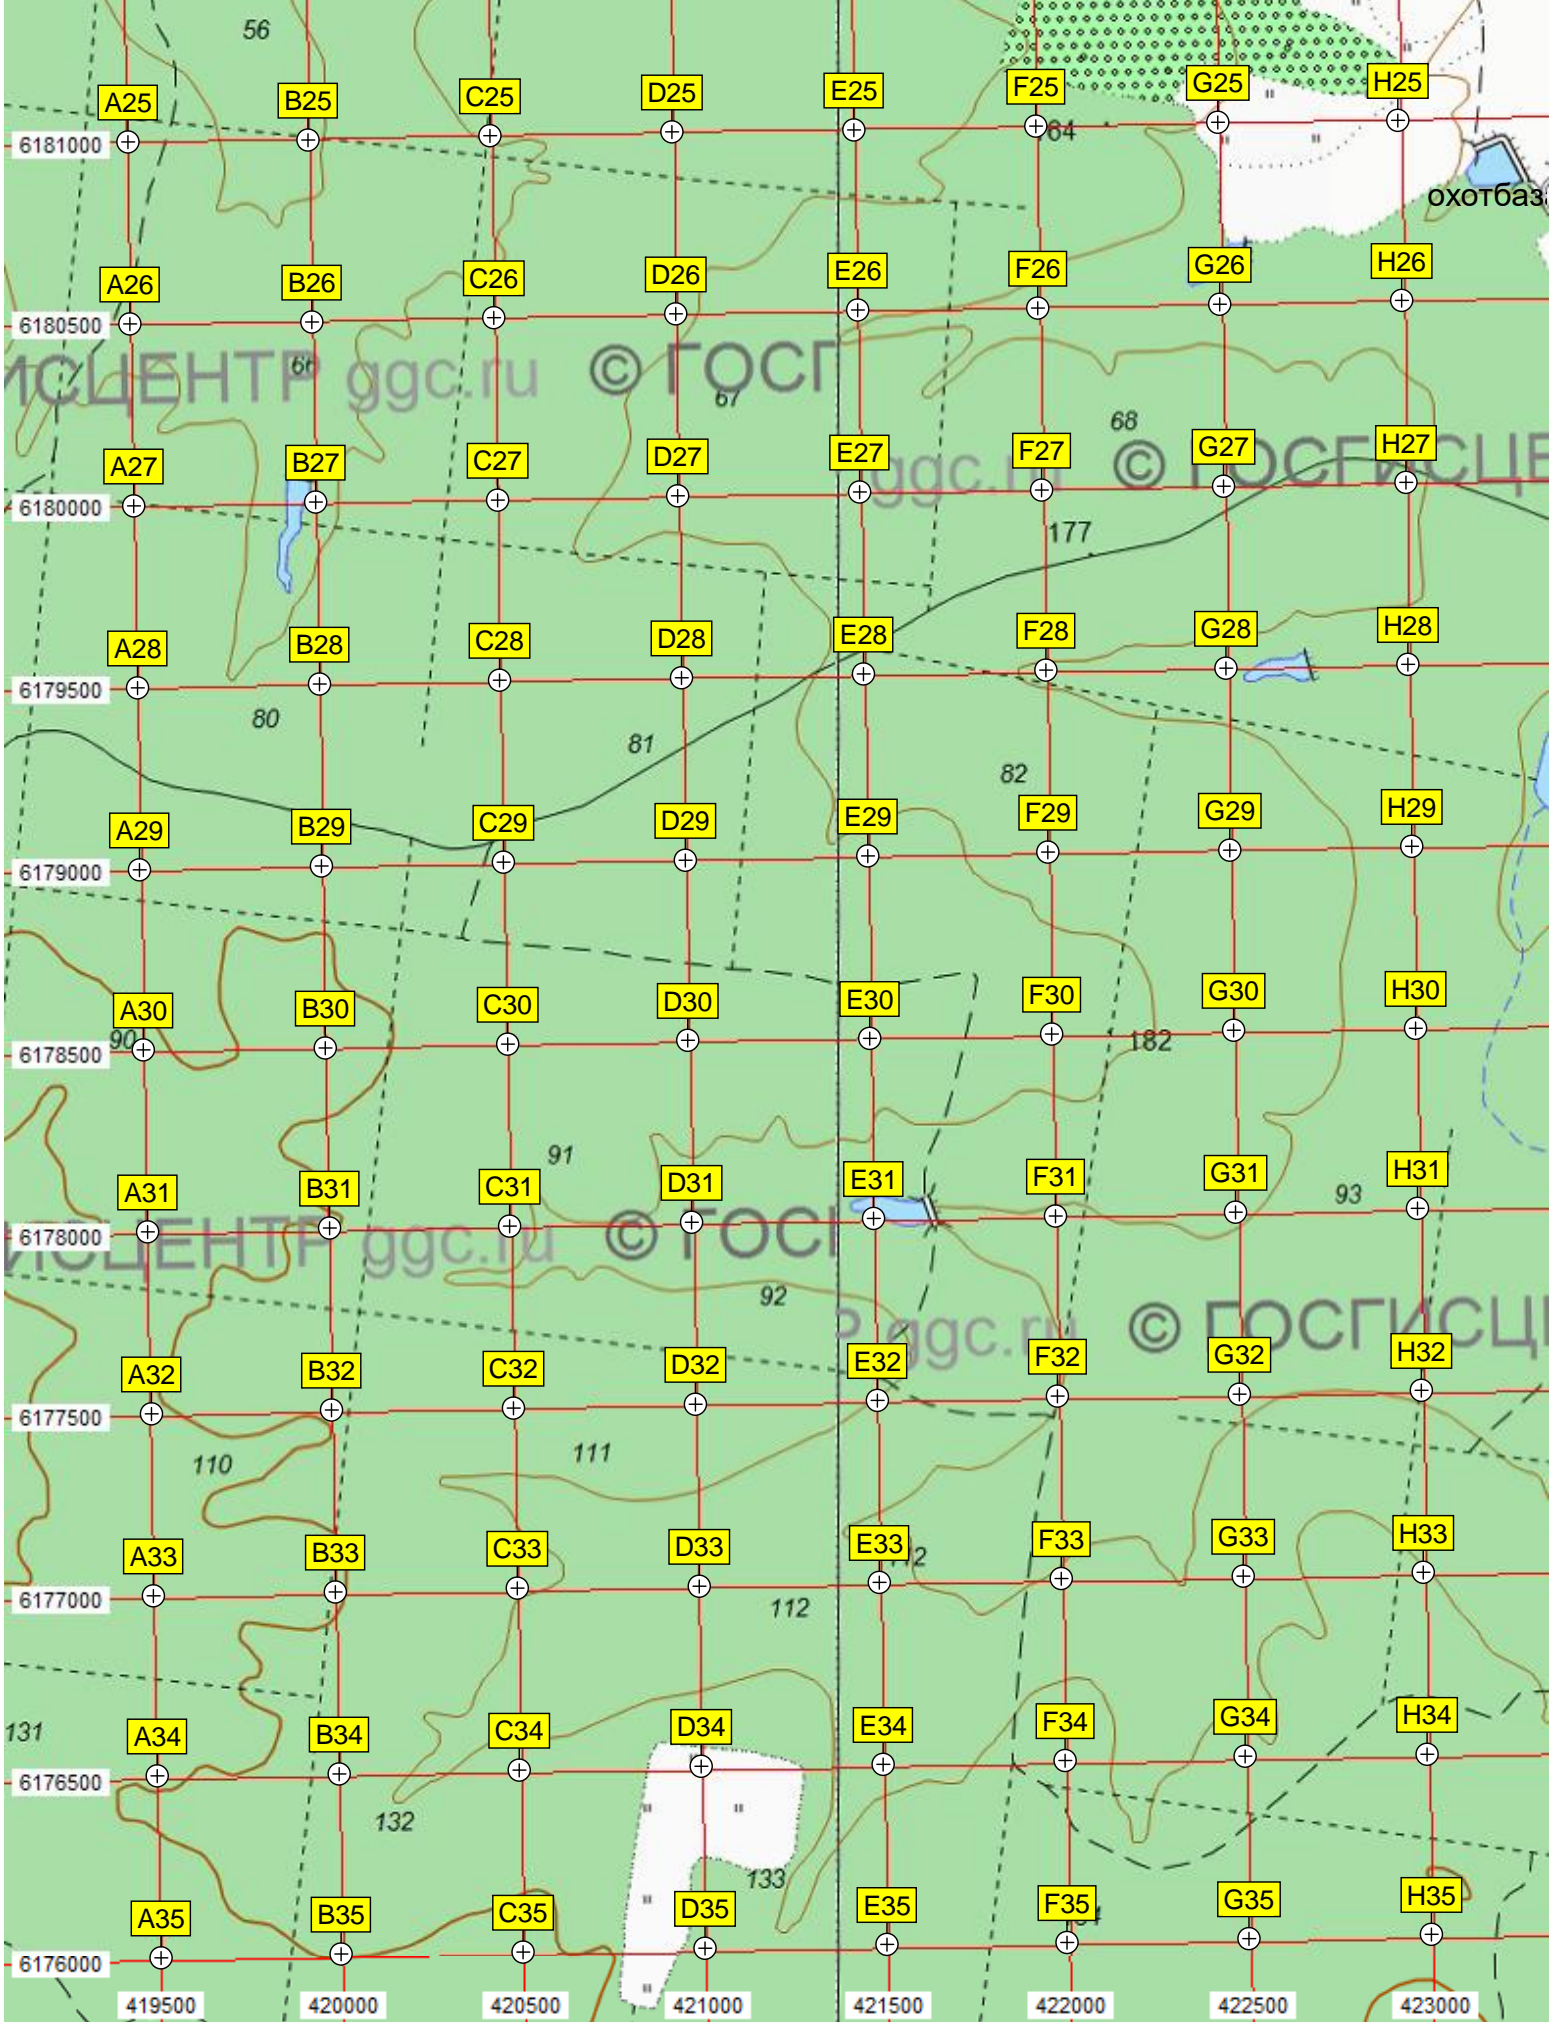 56
A25 B25 C25 D25 E25 F25 G25 H25
6181000
64
охотбаз
A26 B26 C26 D26 E26 F26 G26 H26
6180500
66
ИСЦЕНТР ggc.ru © ГОСГ
67
68
A27 B27 C27 D27 E27 F27 G27 H27
ggc.ru © ГОСГИСЦЕ
6180000
177
A28 B28 C28 D28 E28 F28 G28 H28
6179500
80
81
82
A29 B29 C29 D29 E29 F29 G29 H29
6179000
A30 B30 C30 D30 E30 F30 G30 H30
90
182
6178500
91
A31 B31 C31 D31 E31 F31 G31 H31
93
6178000
ИСЦЕНТР ggc.ru © ГОСГ
92
Р ggc.ru © ГОСГИСЦЕ
A32 B32 C32 D32 E32 F32 G32 H32
6177500
110
111
A33 B33 C33 D33 E33 F33 G33 H33
112
6177000
112
131
A34 B34 C34 D34 E34 F34 G34 H34
6176500
132
133
A35 B35 C35 D35 E35 F35 G35 H35
6176000
419500 420000 420500 421000 421500 422000 422500 423000